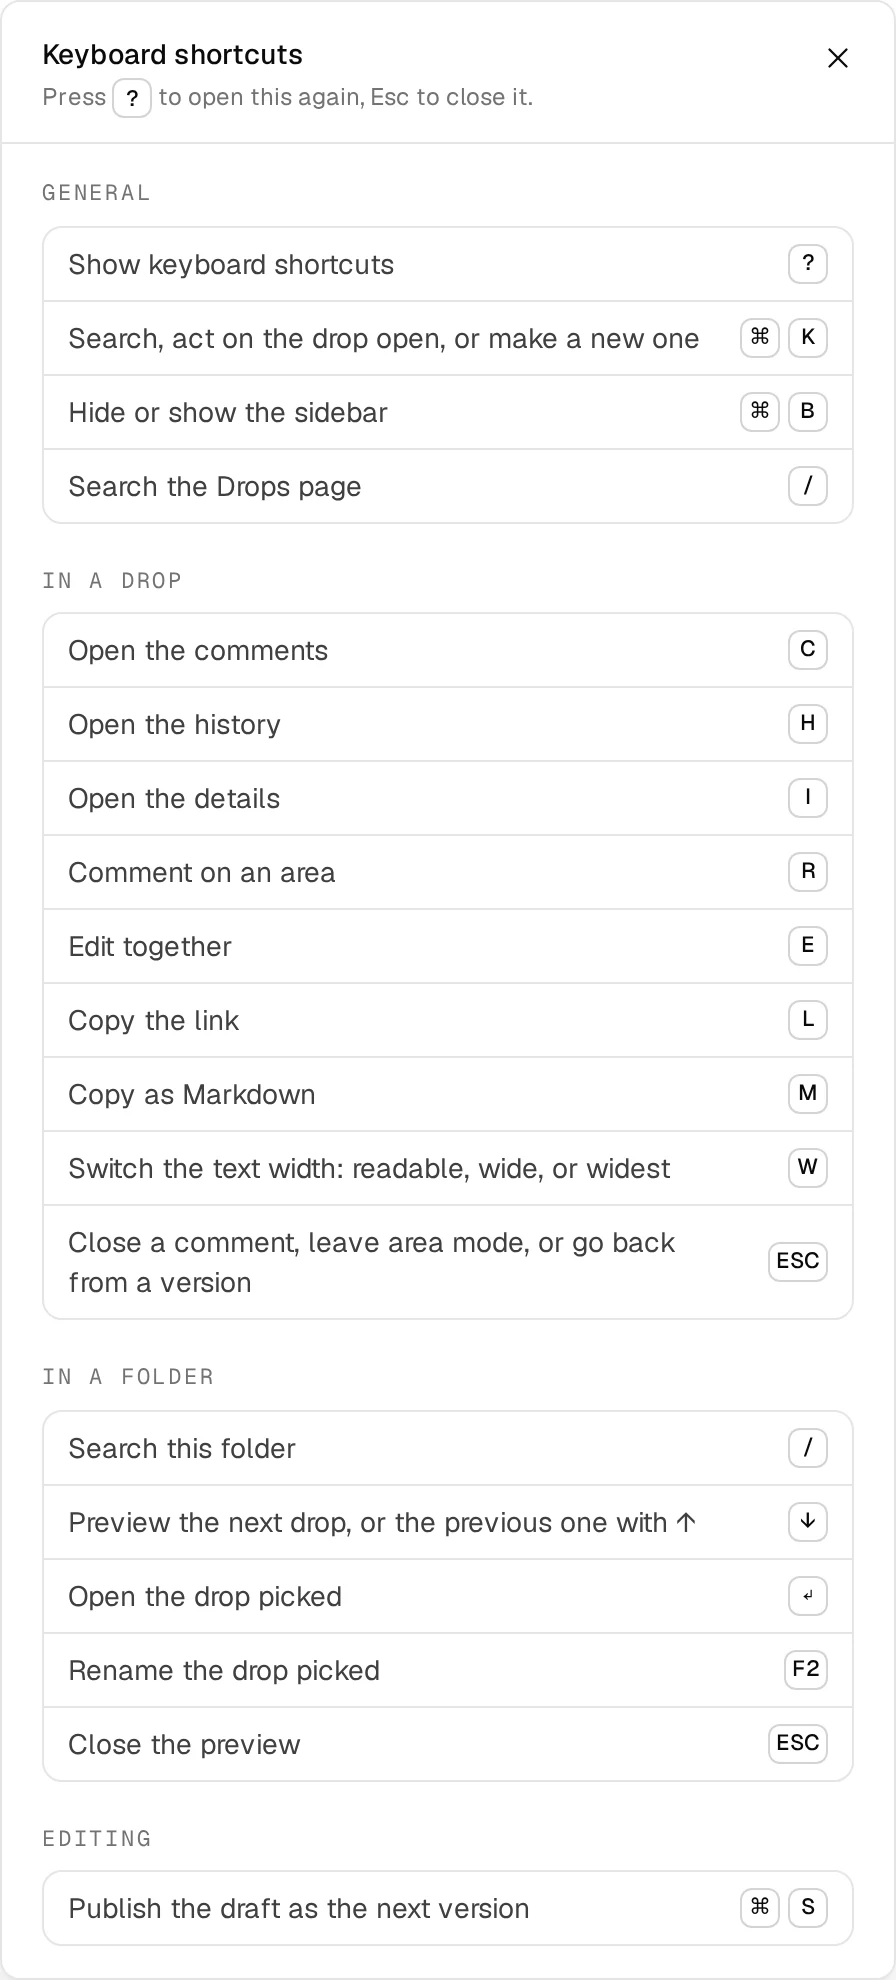 Keyboard shortcuts
Press ? to open this again, Esc to close it.
GENERAL
Show keyboard shortcuts ?
Search, act on the drop open, or make a new one ⌘ K
Hide or show the sidebar ⌘ B
Search the Drops page /
IN A DROP
Open the comments C
Open the history H
Open the details I
Comment on an area R
Edit together E
Copy the link L
Copy as Markdown M
Switch the text width: readable, wide, or widest W
Close a comment, leave area mode, or go back
from a version ESC
IN A FOLDER
Search this folder /
Preview the next drop, or the previous one with ↑ ↓
Open the drop picked ↲
Rename the drop picked F2
Close the preview ESC
EDITING
Publish the draft as the next version ⌘ S